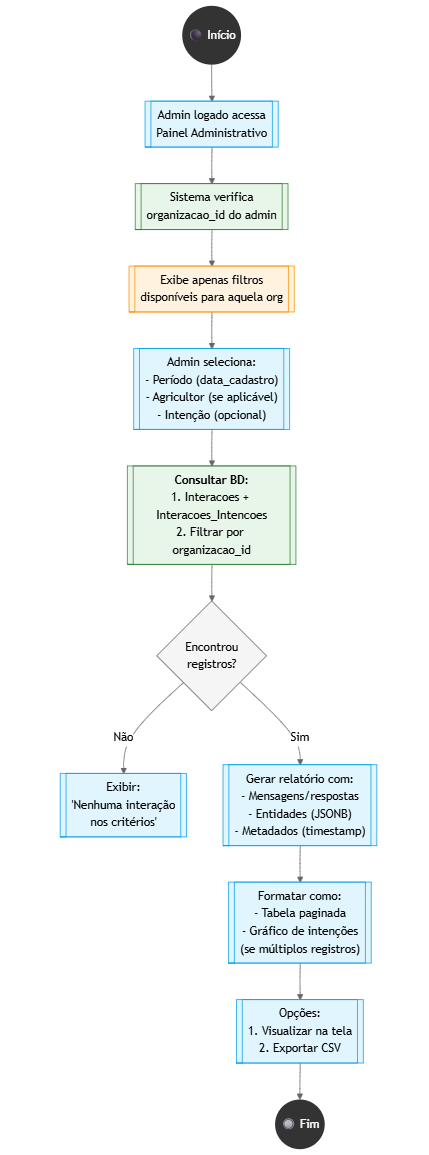 Início
Admin logado acessa
Painel Administrativo
Sistema verifica
organizacao_id do admin
Exibe apenas filtros
disponíveis para aquela org
Admin seleciona:
- Período (data_cadastro)
- Agricultor (se aplicável)
- Intenção (opcional)
Consultar BD:
1. Interacoes +
Interacoes_Intencoes
2. Filtrar por
organizacao_id
Encontrou
registros?
Não
Sim
Exibir:
'Nenhuma interação
nos critérios'
Gerar relatório com:
- Mensagens/respostas
- Entidades (JSONB)
- Metadados (timestamp)
Formatar como:
- Tabela paginada
- Gráfico de intenções
(se múltiplos registros)
Opções:
1. Visualizar na tela
2. Exportar CSV
Fim